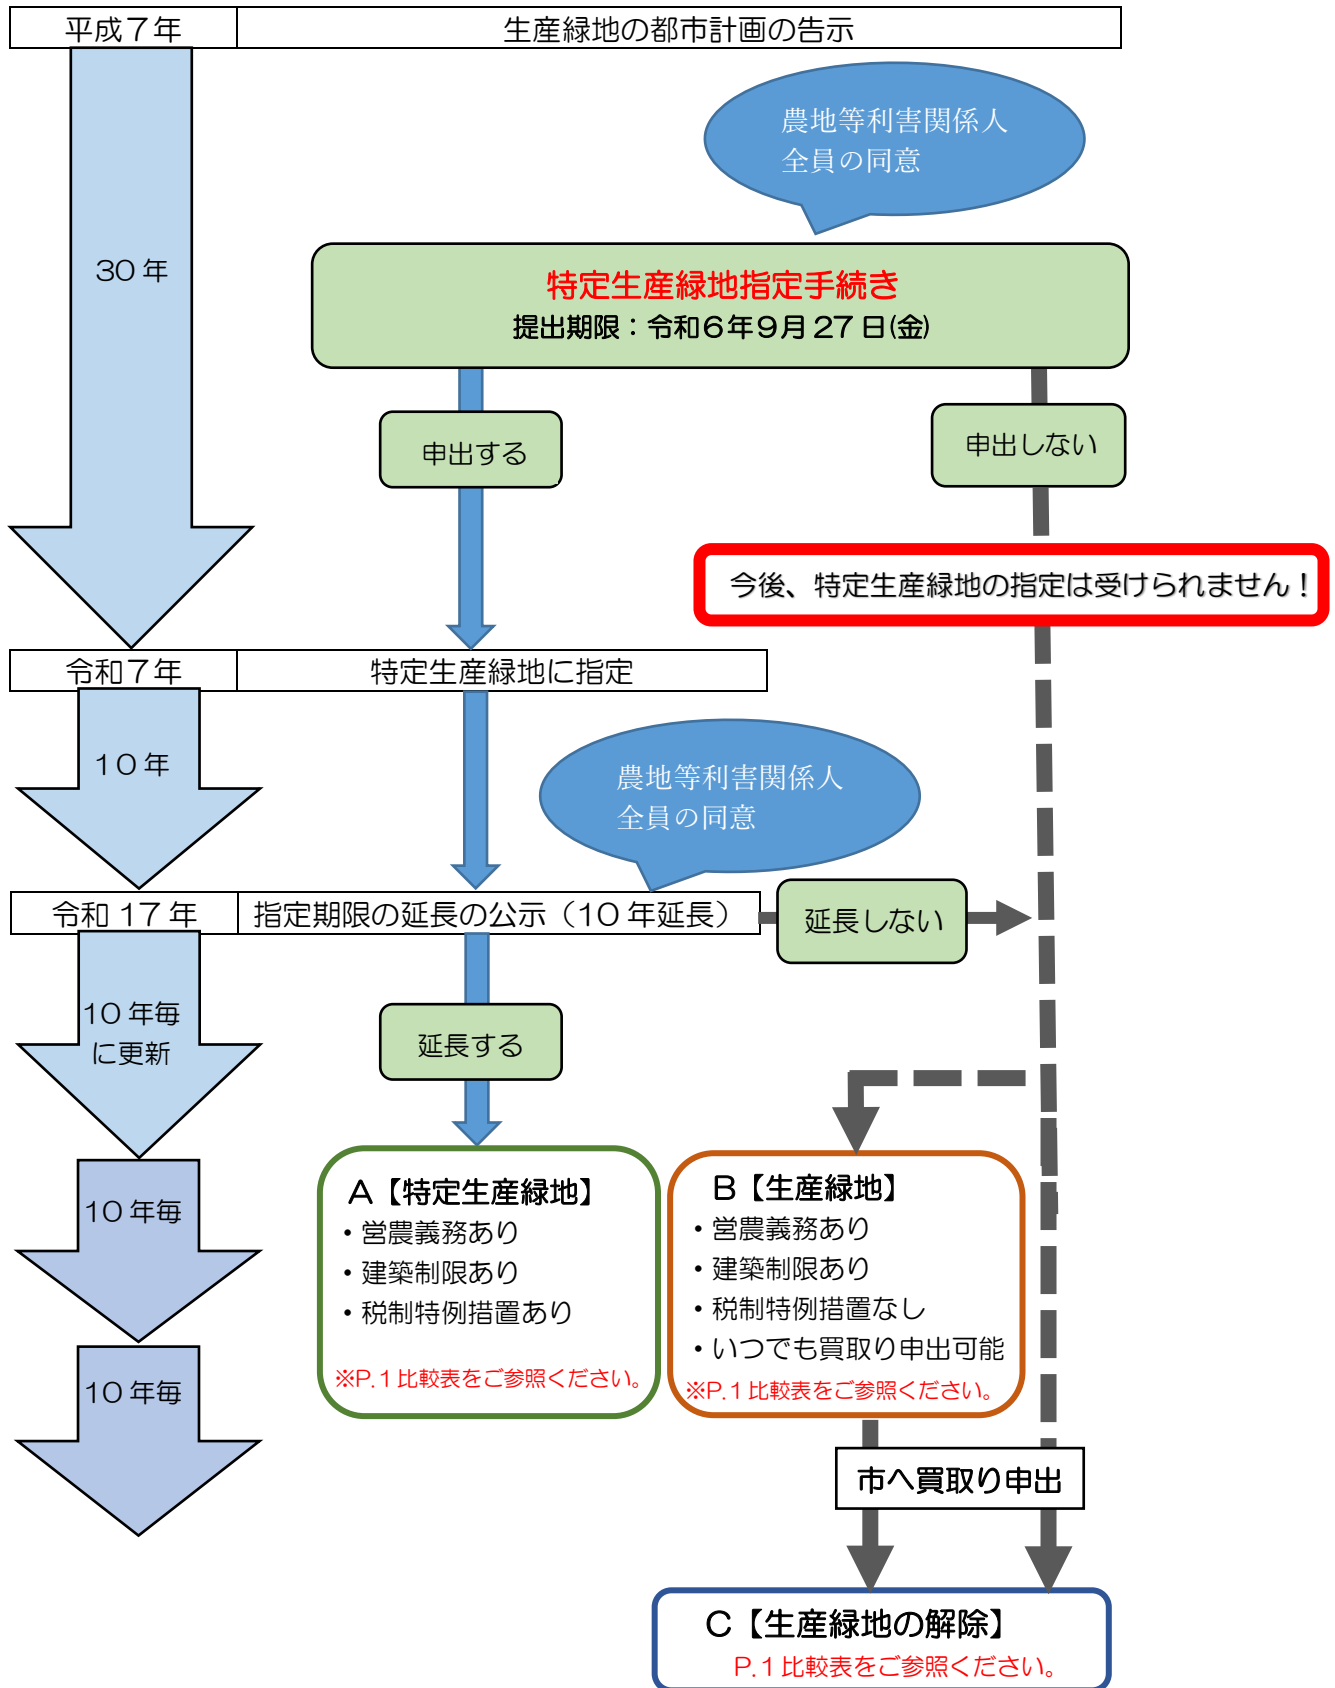 平成７年 生産緑地の都市計画の告示
農地等利害関係人
全員の同意
30年
特定生産緑地指定手続き
提出期限：令和６年９月27日(金)
申出する
申出しない
今後、特定生産緑地の指定は受けられません！
令和７年 特定生産緑地に指定
10年
農地等利害関係人
全員の同意
令和17年 指定期限の延長の公示（10年延長）
延長しない
10年毎
に更新
延長する
10年毎
A【特定生産緑地】
・営農義務あり
・建築制限あり
・税制特例措置あり
※P.1比較表をご参照ください。
B【生産緑地】
・営農義務あり
・建築制限あり
・税制特例措置なし
・いつでも買取り申出可能
※P.1比較表をご参照ください。
10年毎
市へ買取り申出
C【生産緑地の解除】
P.1比較表をご参照ください。